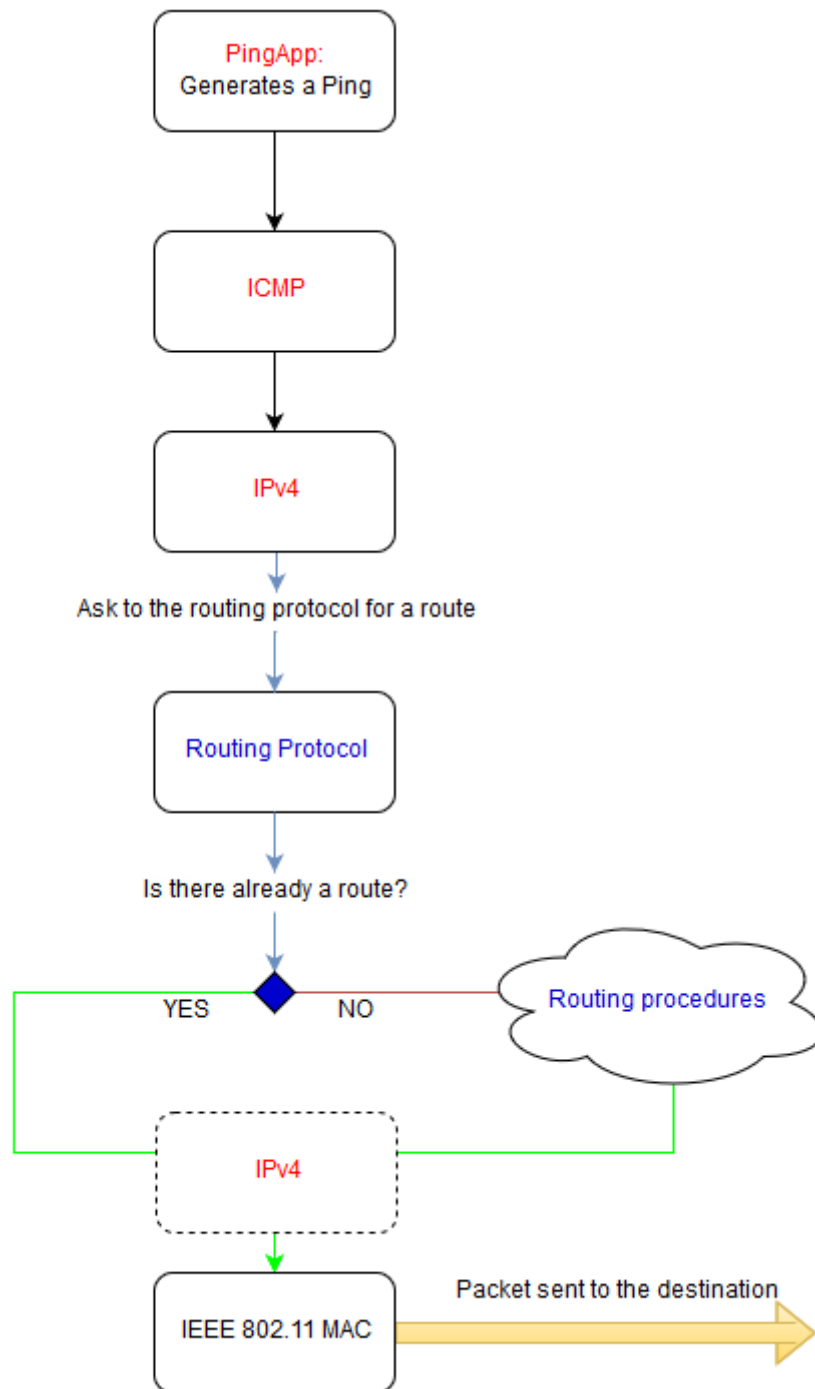 PingApp:
Generates a Ping
ICMP
IPv4
Ask to the routing protocol for a route
Routing Protocol
Is there already a route?
YES
NO
Routing procedures
IPv4
Packet sent to the destination
IEEE 802.11 MAC